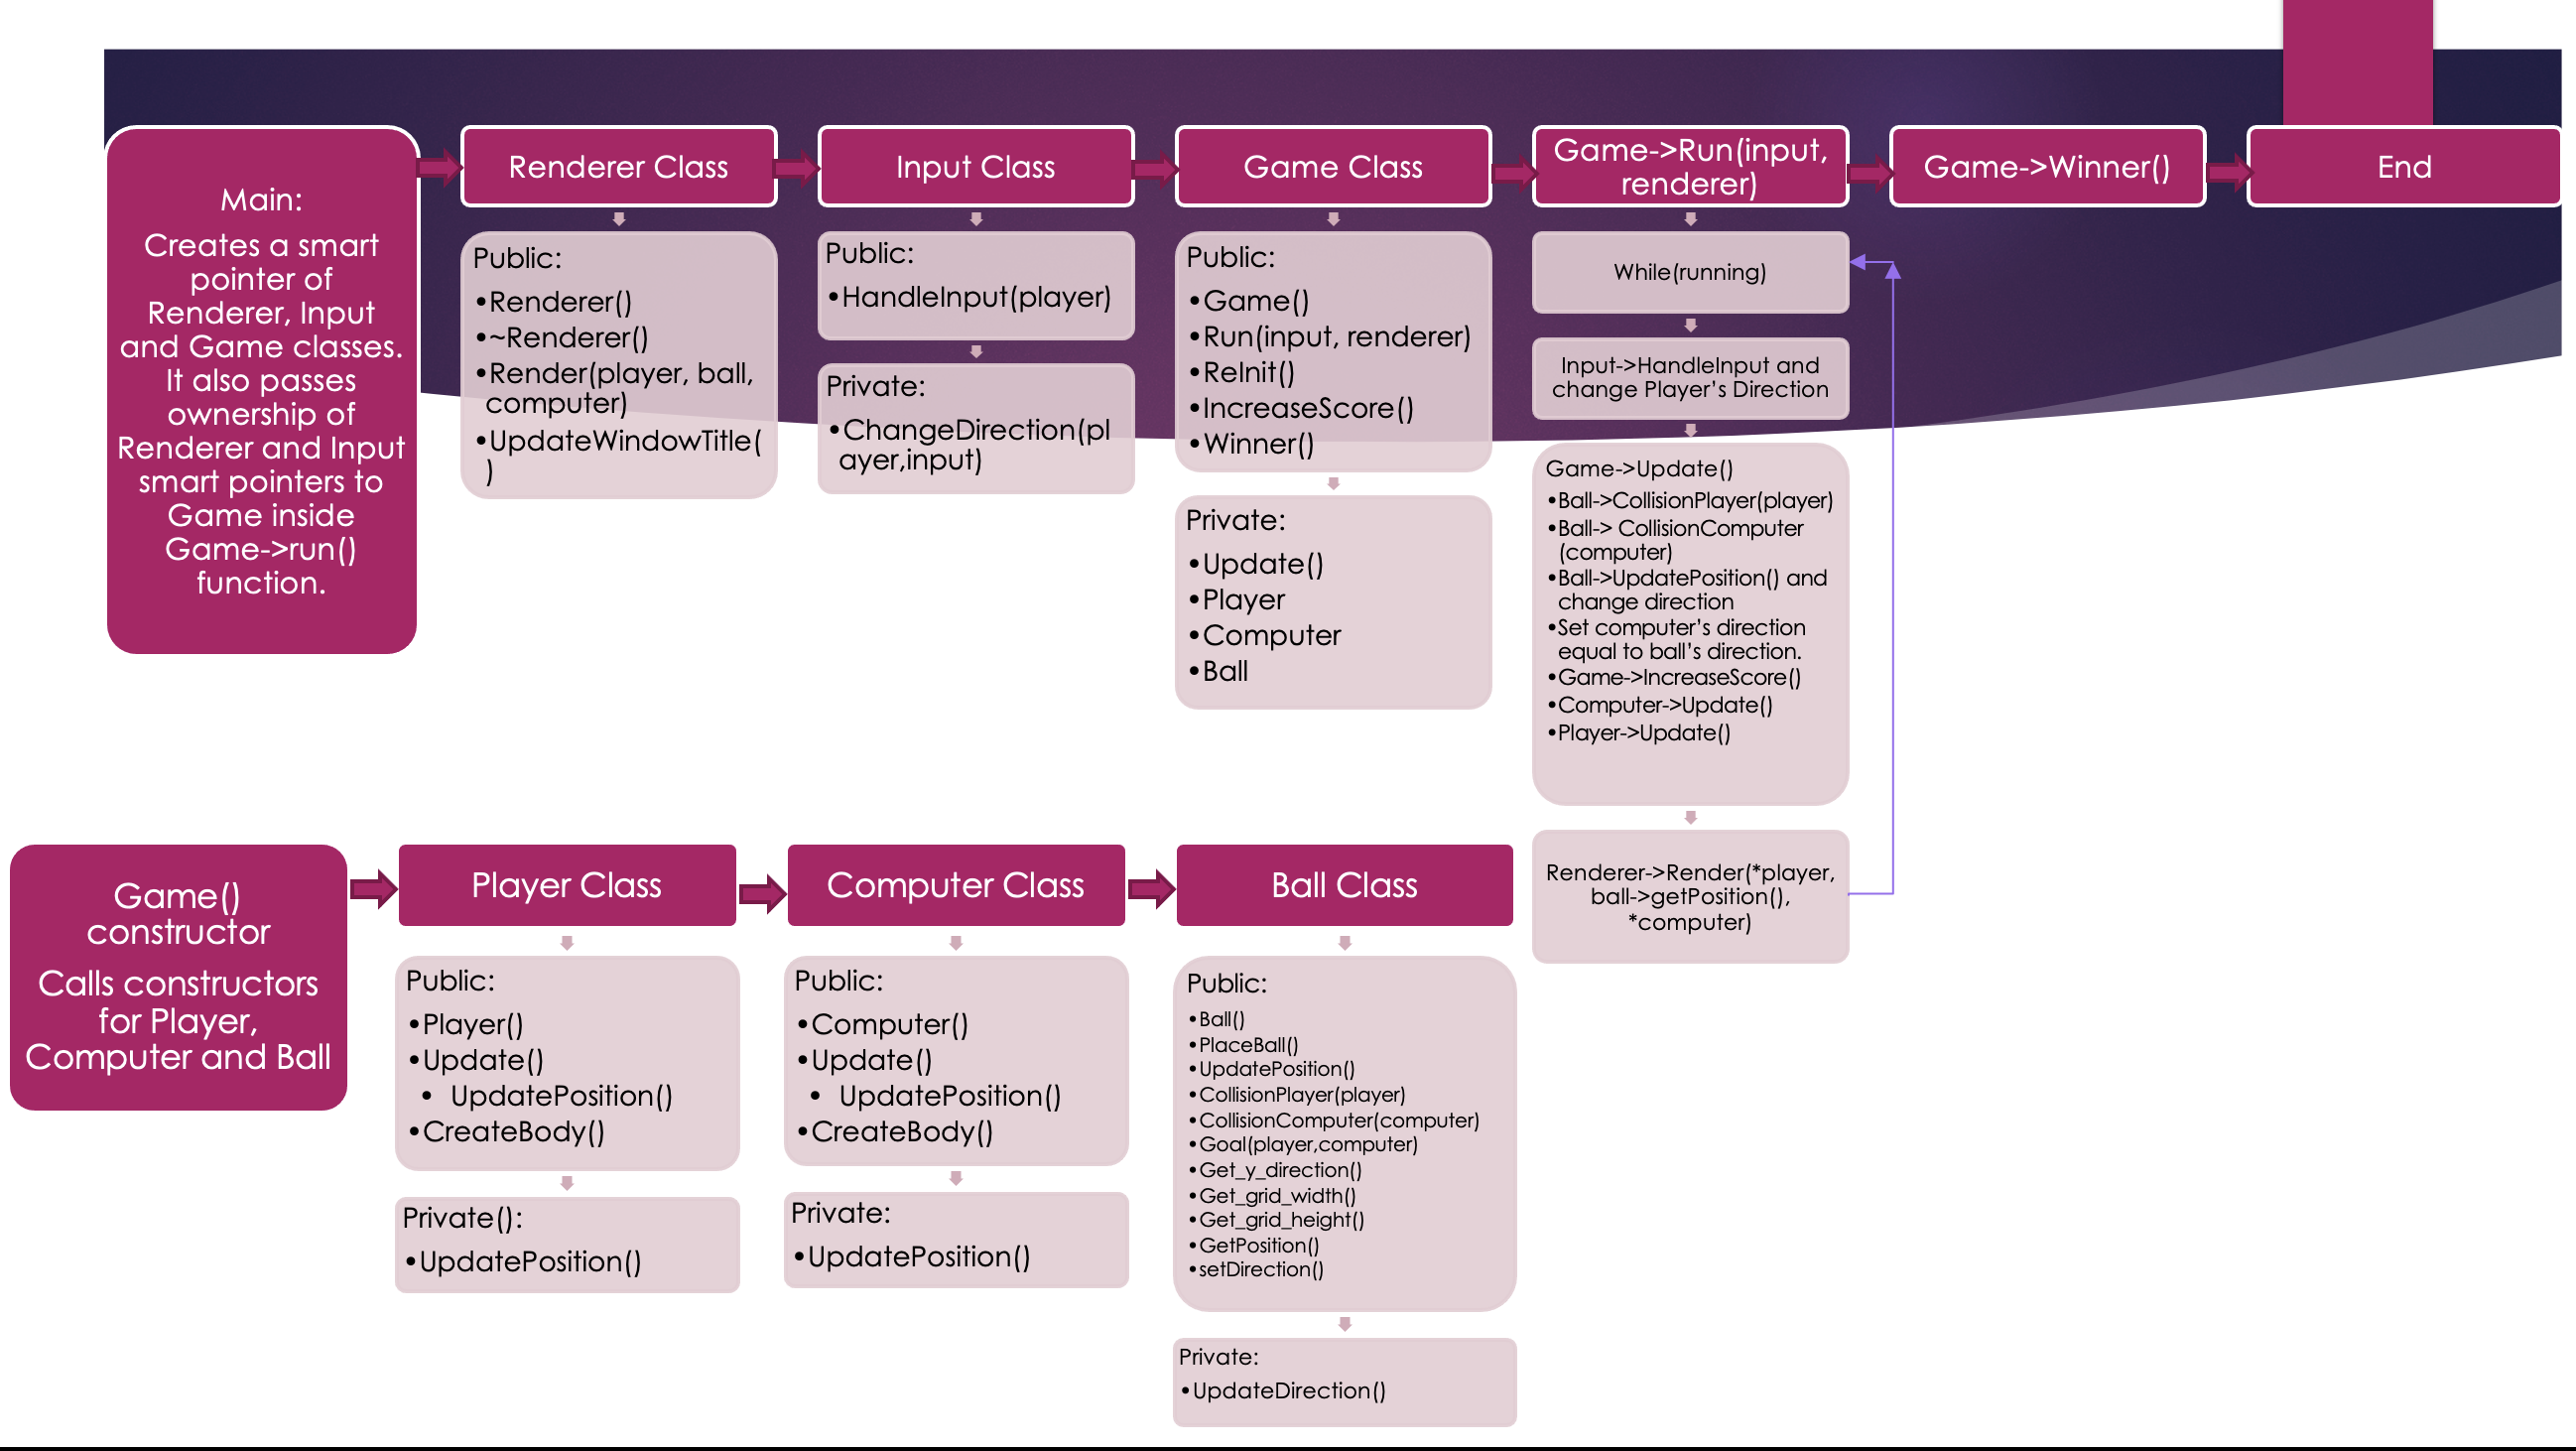 Main:
Creates a smart
pointer of
Renderer, Input
and Game classes.
It also passes
ownership of
Renderer and Input
smart pointers to
Game inside
Game->run()
function.
Renderer Class
Public:
•Renderer()
•~Renderer()
•Render(player, ball,
computer)
•UpdateWindowTitle(
)
Input Class
Public:
•HandleInput(player)
Private:
•ChangeDirection(pl
ayer,input)
Game Class
Public:
•Game()
•Run(input, renderer)
•ReInit()
•IncreaseScore()
•Winner()
Private:
•Update()
•Player
•Computer
•Ball
Game->Run(input,
renderer)
While(running)
Input->HandleInput and
change Player’s Direction
Game->Update()
•Ball->CollisionPlayer(player)
•Ball-> CollisionComputer
(computer)
•Ball->UpdatePosition() and
change direction
•Set computer’s direction
equal to ball’s direction.
•Game->IncreaseScore()
•Computer->Update()
•Player->Update()
Renderer->Render(*player,
ball->getPosition(),
*computer)
Game->Winner()
End
Game()
constructor
Calls constructors
for Player,
Computer and Ball
Player Class
Public:
•Player()
•Update()
• UpdatePosition()
•CreateBody()
Private():
•UpdatePosition()
Computer Class
Public:
•Computer()
•Update()
• UpdatePosition()
•CreateBody()
Private:
•UpdatePosition()
Ball Class
Public:
•Ball()
•PlaceBall()
•UpdatePosition()
•CollisionPlayer(player)
•CollisionComputer(computer)
•Goal(player,computer)
•Get_y_direction()
•Get_grid_width()
•Get_grid_height()
•GetPosition()
•setDirection()
Private:
•UpdateDirection()